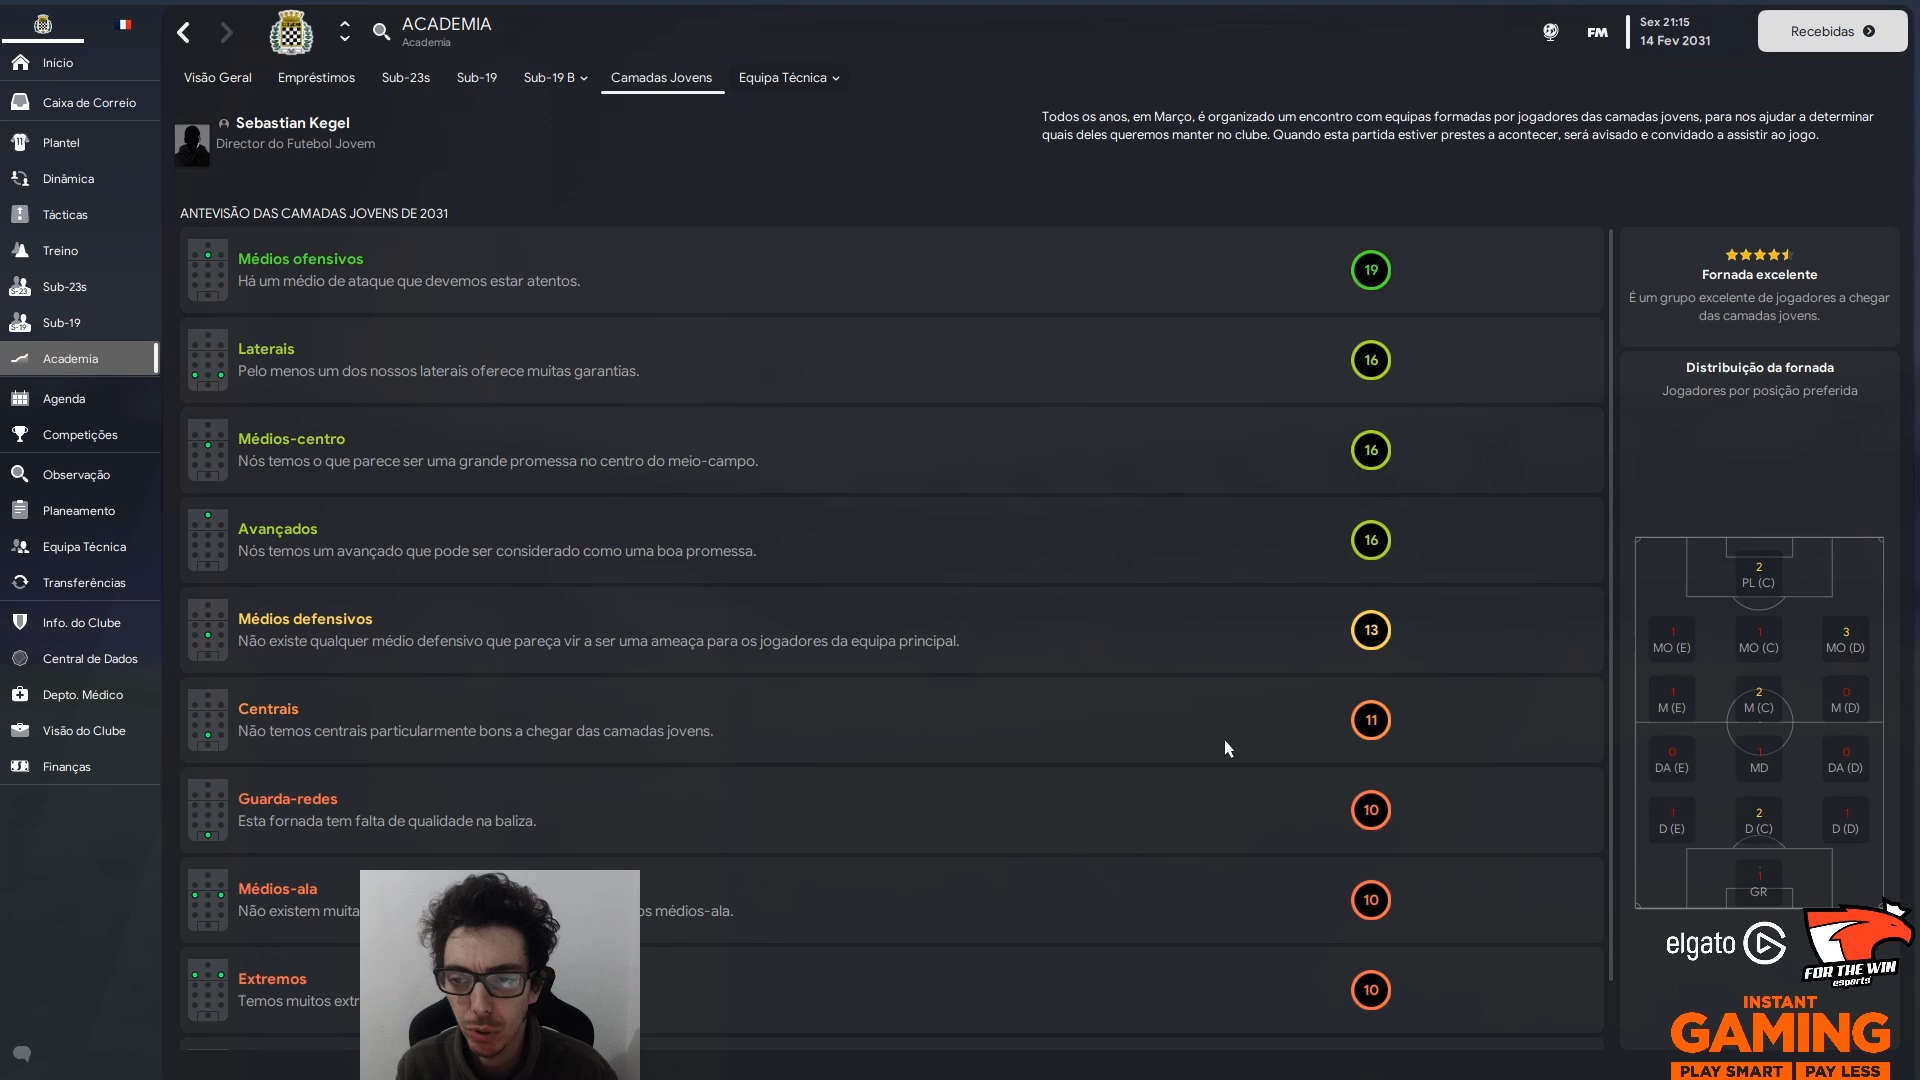 ACADEMIA
Academia
FM
Sex 21:15
14 Fev 2031
Recebidas
Início
Caixa de Correio
Plantel
Dinâmica
Tácticas
Treino
S-23
Sub-23s
S-19
Sub-19
Academia
Agenda
Competições
Observação
Planeamento
Equipa Técnica
Transferências
Info. do Clube
Central de Dados
Depto. Médico
Visão do Clube
Finanças
Visão Geral
Empréstimos
Sub-23s
Sub-19
Sub-19 B
Camadas Jovens
Equipa Técnica
Sebastian Kegel
Director do Futebol Jovem
Todos os anos, em Março, é organizado um encontro com equipas formadas por jogadores das camadas jovens, para nos ajudar a determinar
quais deles queremos manter no clube. Quando esta partida estiver prestes a acontecer, será avisado e convidado a assistir ao jogo.
ANTEVISÃO DAS CAMADAS JOVENS DE 2031
Médios ofensivos
Há um médio de ataque que devemos estar atentos.
19
Laterais
Pelo menos um dos nossos laterais oferece muitas garantias.
16
Médios-centro
Nós temos o que parece ser uma grande promessa no centro do meio-campo.
16
Avançados
Nós temos um avançado que pode ser considerado como uma boa promessa.
16
Médios defensivos
Não existe qualquer médio defensivo que pareça vir a ser uma ameaça para os jogadores da equipa principal.
13
Centrais
Não temos centrais particularmente bons a chegar das camadas jovens.
11
Guarda-redes
Esta fornada tem falta de qualidade na baliza.
10
Médios-ala
Não existem muita os médios-ala.
10
Extremos
Temos muitos extr
10
Fornada excelente
É um grupo excelente de jogadores a chegar
das camadas jovens.
Distribuição da fornada
Jogadores por posição preferida
2
PL (C)
1 1 3
MO (E) MO (C) MO (D)
1 2 0
M (E) M (C) M (D)
0 1 0
DA (E) MD DA (D)
1 2 1
D (E) D (C) D (D)
1
GR
elgato
FOR THE WIN
esports
INSTANT
GAMING
PLAY SMART PAY LESS